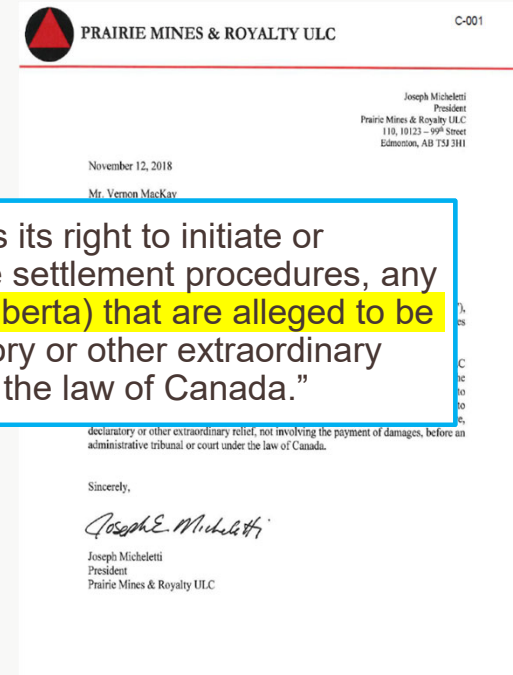 PRAIRIE MINES & ROYALTY ULC
C-001
Joseph Micheletti
President
Prairie Mines & Royalty ULC
110, 10123 – 99th Street
Edmonton, AB T5J 3H1
November 12, 2018
Mr. Vernon MacKay
s its right to initiate or
e settlement procedures, any
berta) that are alleged to be
ory or other extraordinary
the law of Canada.”
declaratory or other extraordinary relief, not involving the payment of damages, before an
administrative tribunal or court under the law of Canada.
Sincerely,
Joseph E. Micheletti
Joseph Micheletti
President
Prairie Mines & Royalty ULC